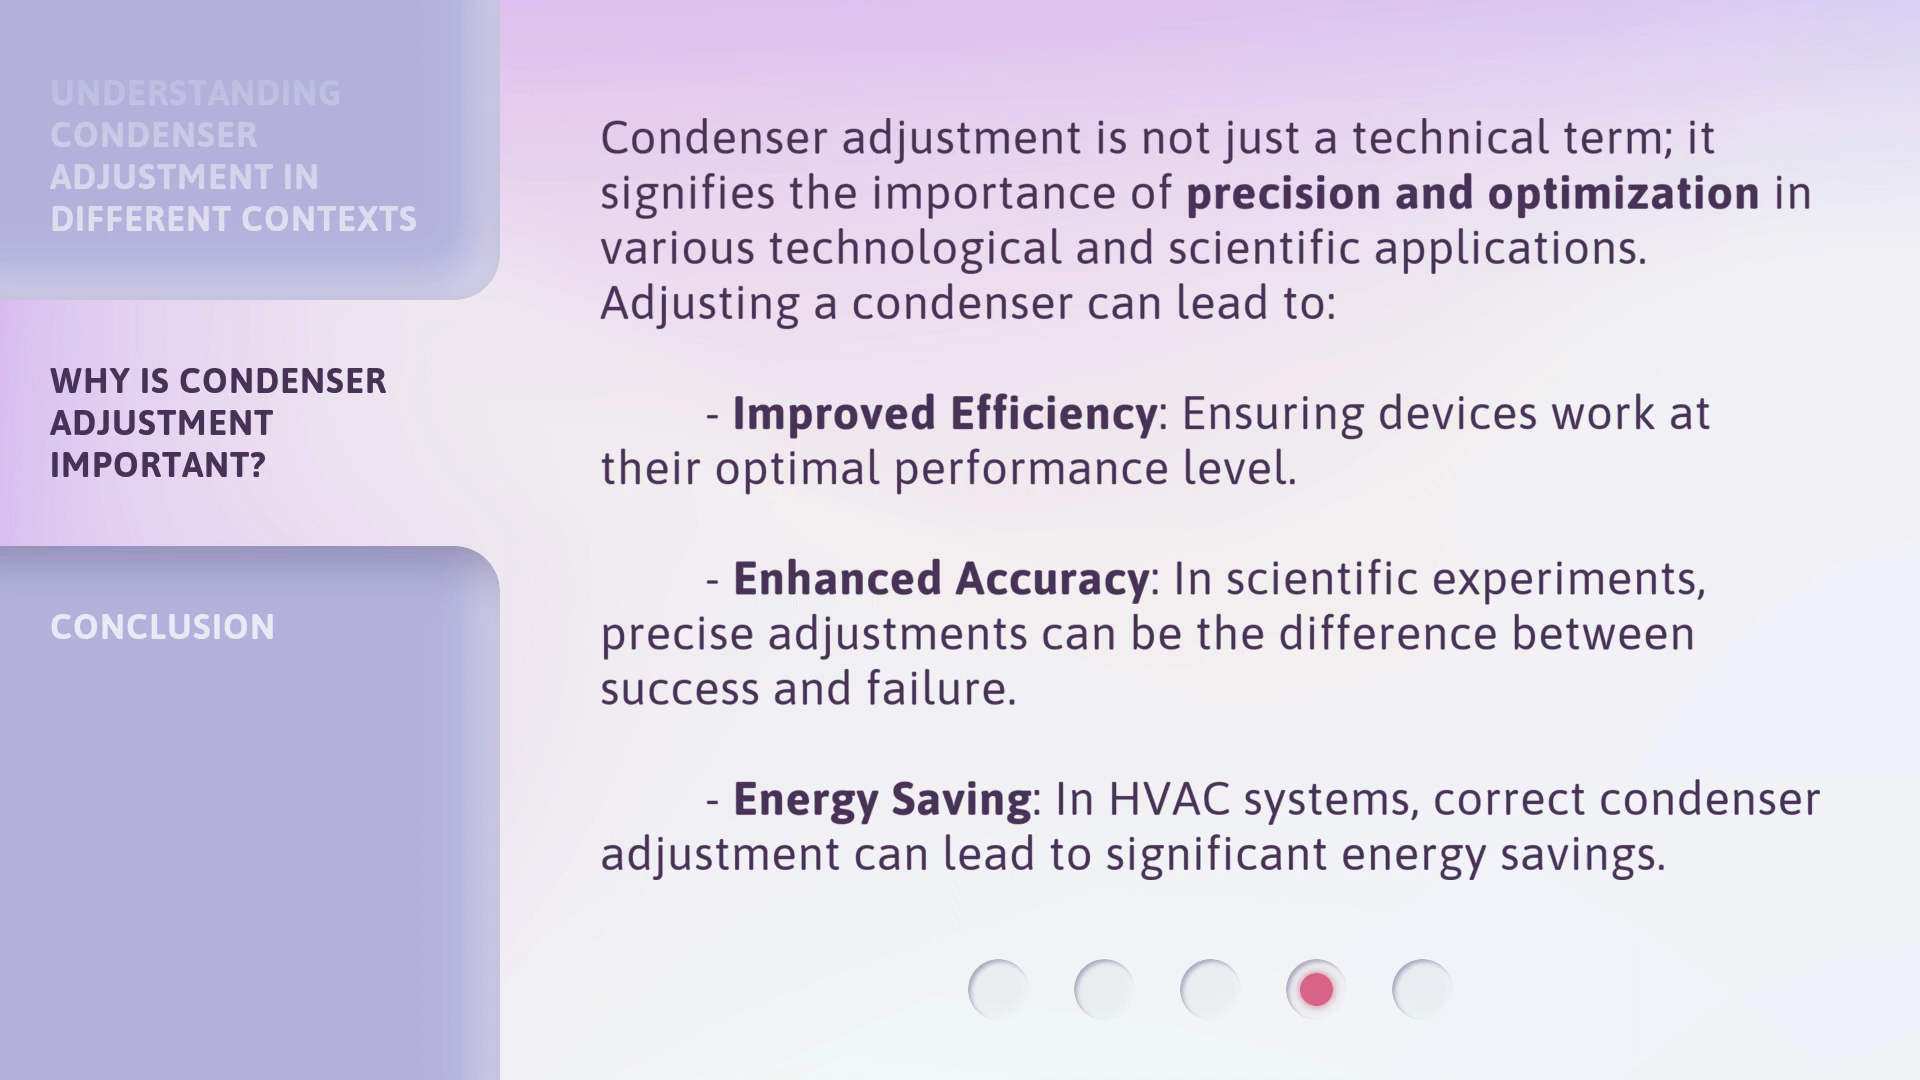 UNDERSTANDING
CONDENSER
ADJUSTMENT IN
DIFFERENT CONTEXTS
WHY IS CONDENSER
ADJUSTMENT
IMPORTANT?
CONCLUSION
Condenser adjustment is not just a technical term; it
signifies the importance of precision and optimization in
various technological and scientific applications.
Adjusting a condenser can lead to:
- Improved Efficiency: Ensuring devices work at
their optimal performance level.
- Enhanced Accuracy: In scientific experiments,
precise adjustments can be the difference between
success and failure.
- Energy Saving: In HVAC systems, correct condenser
adjustment can lead to significant energy savings.